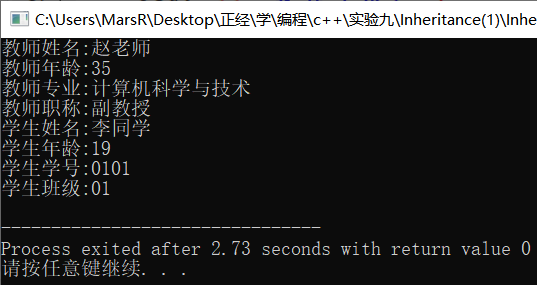 C:\Users\MarsR\Desktop\正经\学\编程\c++\实验九\Inheritance(1)\Inhe
教师姓名:赵老师
教师年龄:35
教师专业:计算机科学与技术
教师职称:副教授
学生姓名:李同学
学生年龄:19
学生学号:0101
学生班级:01
--------------------------------
Process exited after 2.73 seconds with return value 0
请按任意键继续. . .